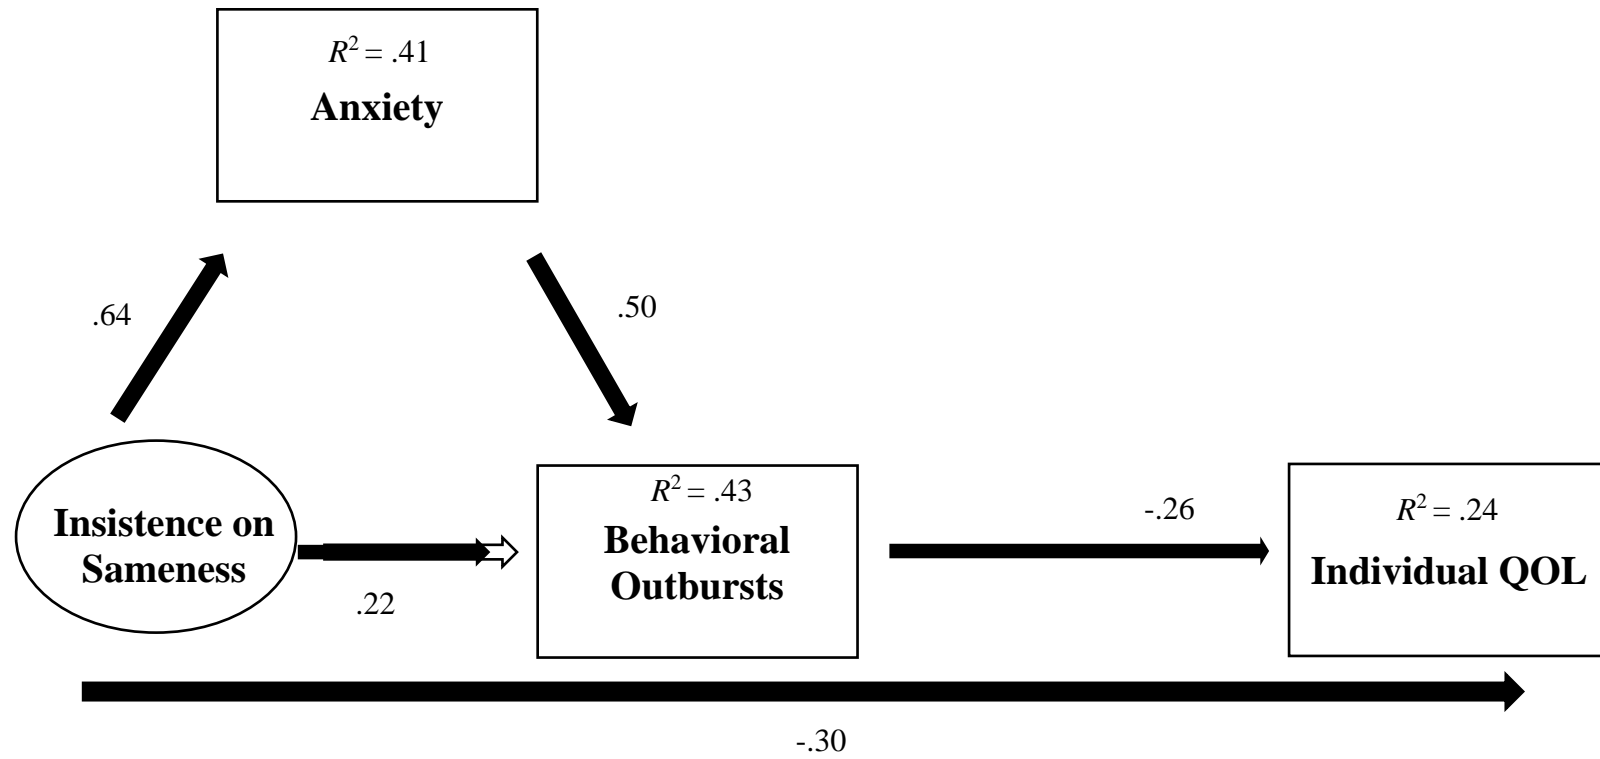 R² = .41
Anxiety
.64
.50
Insistence on
Sameness
.22
R² = .43
Behavioral
Outbursts
-.26
R² = .24
Individual QOL
-.30